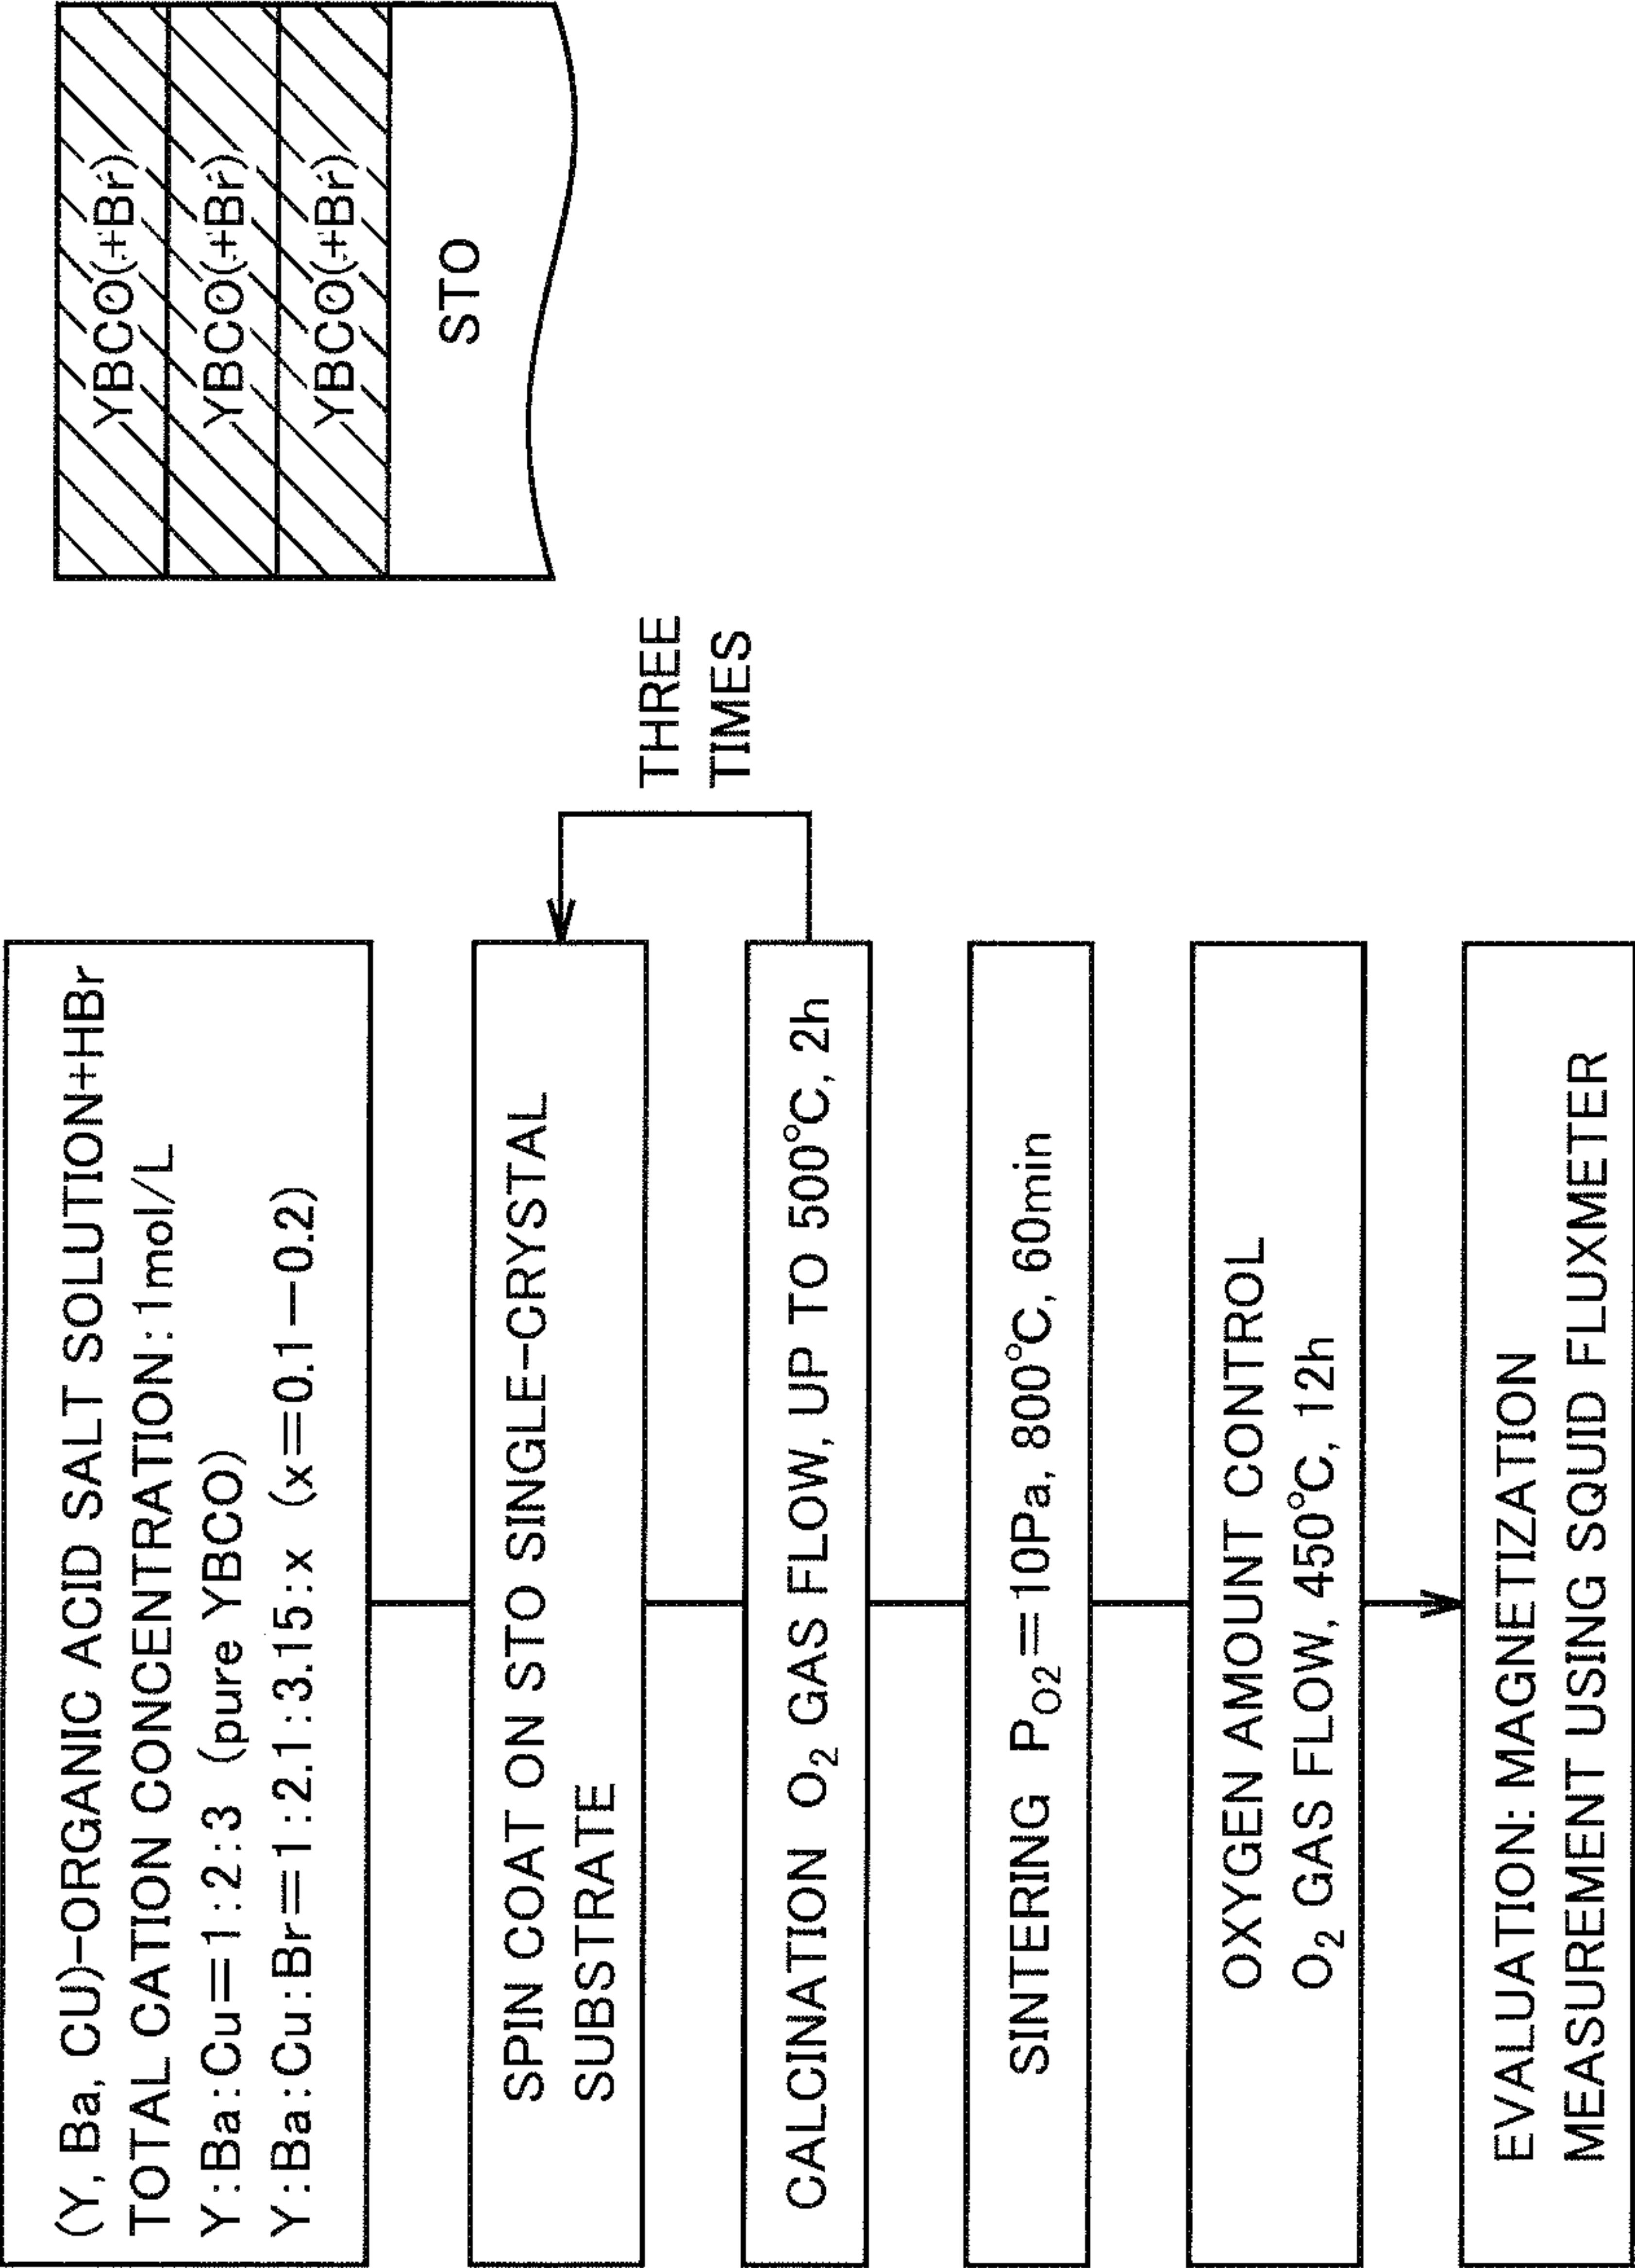 (Y, Ba, CU)-ORGANIC ACID SALT SOLUTION+HBr
TOTAL CATION CONCENTRATION:1mol/L
Y:Ba:Cu=1:2:3 (pure YBCO)
Y:Ba:Cu:Br=1:2.1:3.15:x (x=0.1-0.2)
SPIN COAT ON STO SINGLE-CRYSTAL
SUBSTRATE
CALCINATION O₂ GAS FLOW, UP TO 500℃, 2h
THREE
TIMES
SINTERING P_O2=10Pa, 800℃, 60min
OXYGEN AMOUNT CONTROL
O₂ GAS FLOW, 450℃, 12h
EVALUATION: MAGNETIZATION
MEASUREMENT USING SQUID FLUXMETER
YBCO(+Br)
YBCO(+Br)
YBCO(+Br)
STO